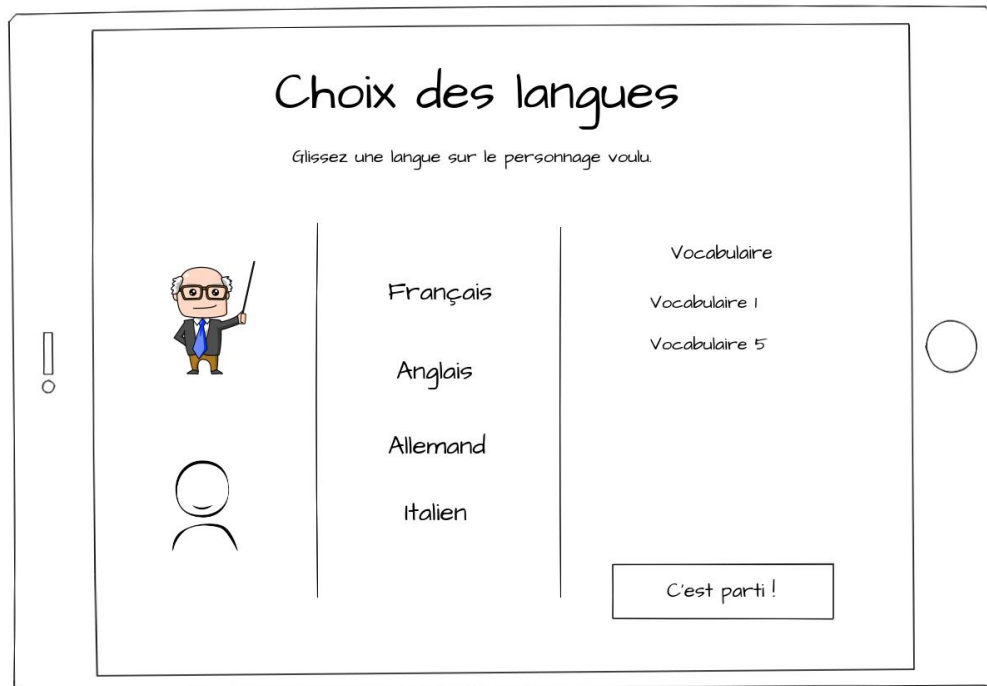 Choix des langues
Glissez une langue sur le personnage voulu.
Français
Anglais
Allemand
Italien
Vocabulaire
Vocabulaire 1
Vocabulaire 5
C'est parti !